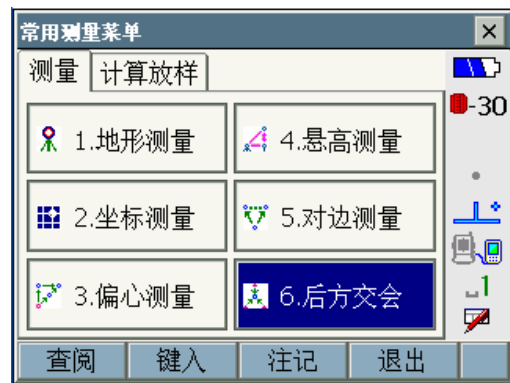 常用测量菜单
测量 计算放样
-30
1.地形测量 4.悬高测量
2.坐标测量 5.对边测量
3.偏心测量 6.后方交会
1
查阅 键入 注记 退出